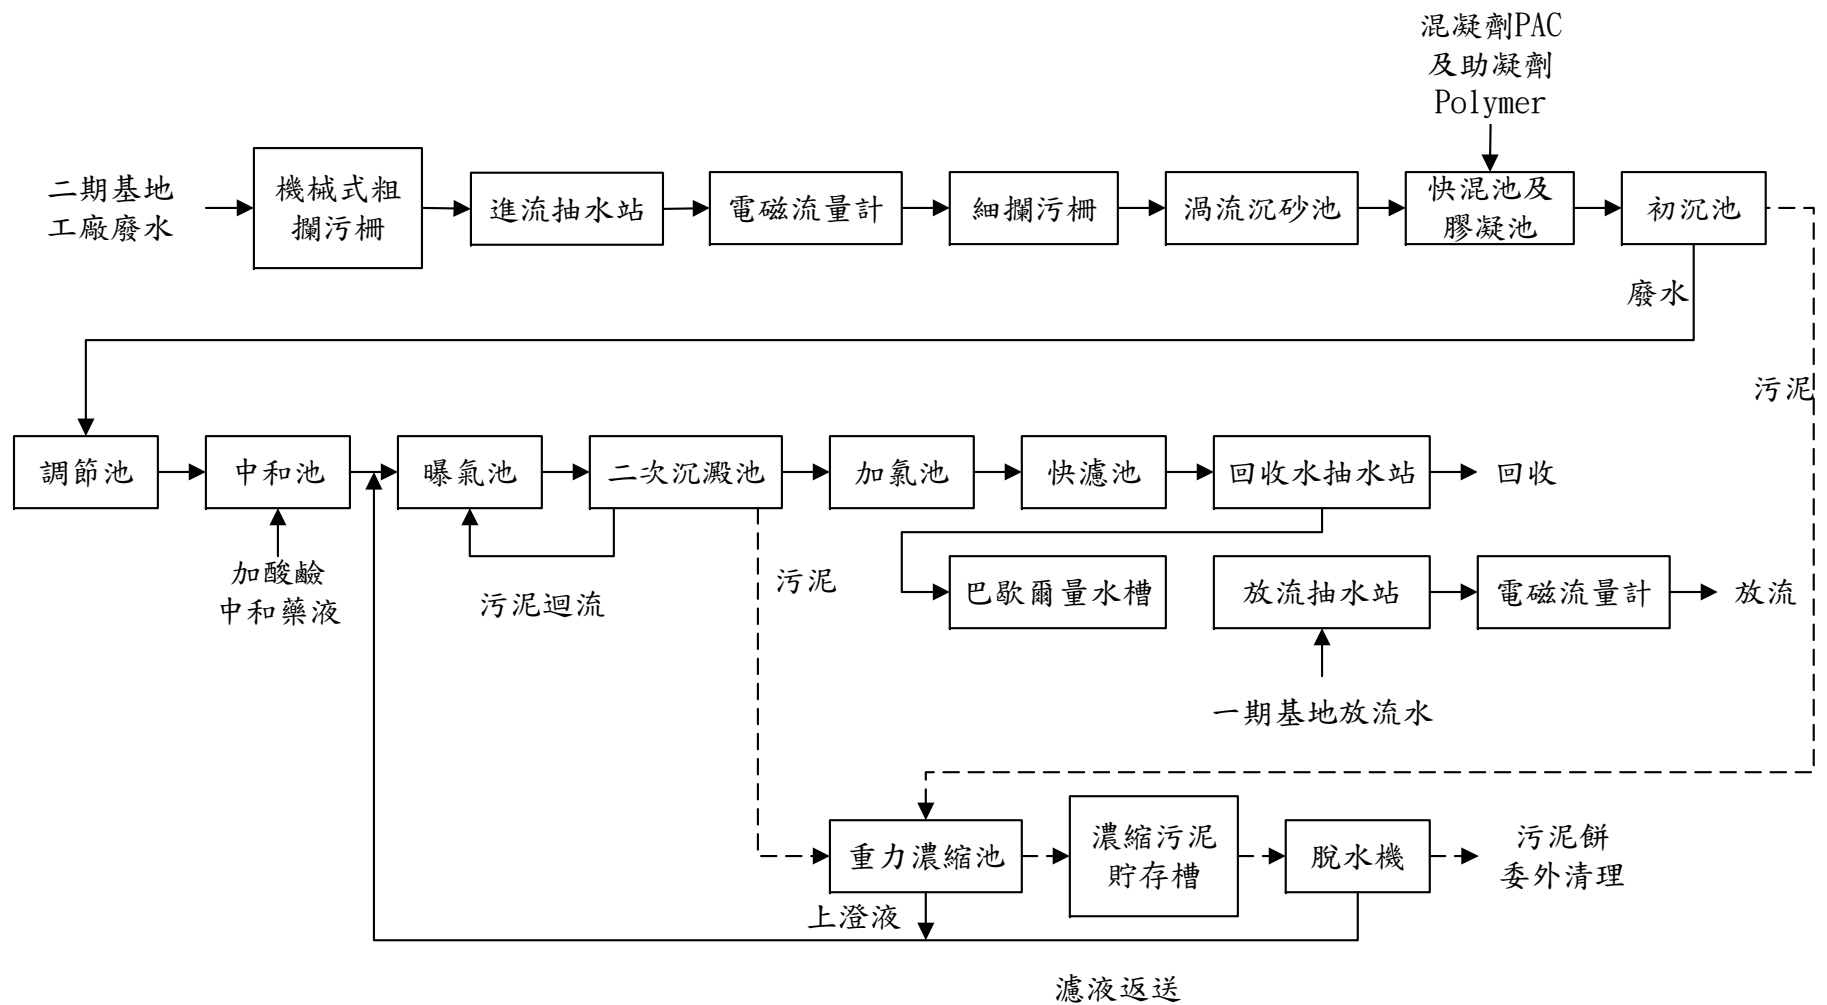 混凝劑PAC
及助凝劑
Polymer
二期基地
工廠廢水
機械式粗
攔污柵
進流抽水站
電磁流量計
細攔污柵
渦流沉砂池
快混池及
膠凝池
初沉池
廢水
污泥
調節池
中和池
曝氣池
二次沉澱池
加氯池
快濾池
回收水抽水站
回收
加酸鹼
中和藥液
污泥迴流
污泥
巴歇爾量水槽
放流抽水站
電磁流量計
放流
一期基地放流水
重力濃縮池
濃縮污泥
貯存槽
脫水機
污泥餅
委外清理
上澄液
濾液返送